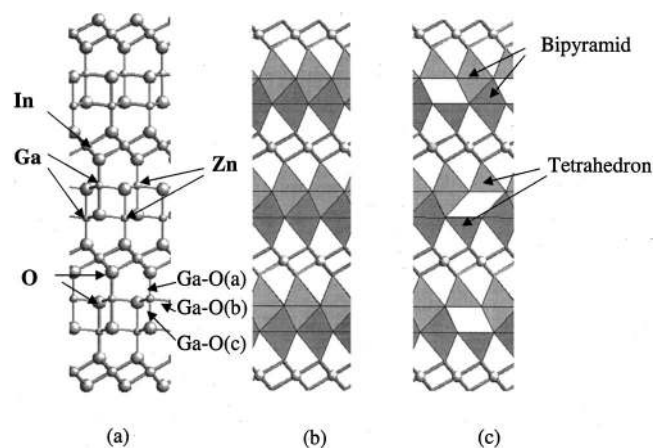 Bipyramid
In
Ga
Zn
Tetrahedron
O
Ga-O(a)
Ga-O(b)
Ga-O(c)
(a)
(b)
(c)